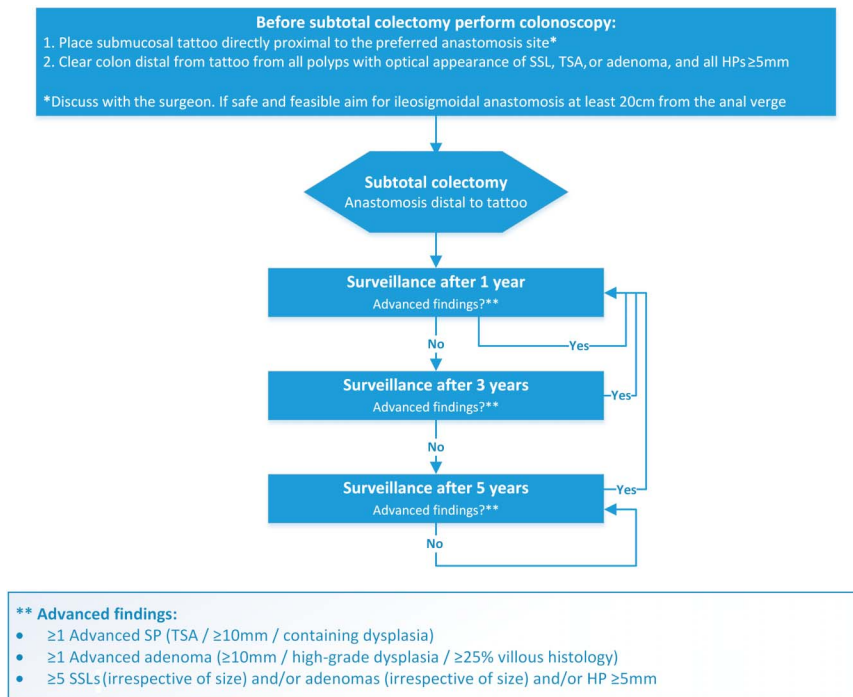 Before subtotal colectomy perform colonoscopy:
1. Place submucosal tattoo directly proximal to the preferred anastomosis site*
2. Clear colon distal from tattoo from all polyps with optical appearance of SSL, TSA, or adenoma, and all HPs ≥5mm
*Discuss with the surgeon. If safe and feasible aim for ileosigmoidal anastomosis at least 20cm from the anal verge
Subtotal colectomy
Anastomosis distal to tattoo
Surveillance after 1 year
Advanced findings?**
No
Yes
Surveillance after 3 years
Advanced findings?**
Yes
No
Surveillance after 5 years
Advanced findings?**
Yes
No
** Advanced findings:
• ≥1 Advanced SP (TSA / ≥10mm / containing dysplasia)
• ≥1 Advanced adenoma (≥10mm / high-grade dysplasia / ≥25% villous histology)
• ≥5 SSLs (irrespective of size) and/or adenomas (irrespective of size) and/or HP ≥5mm